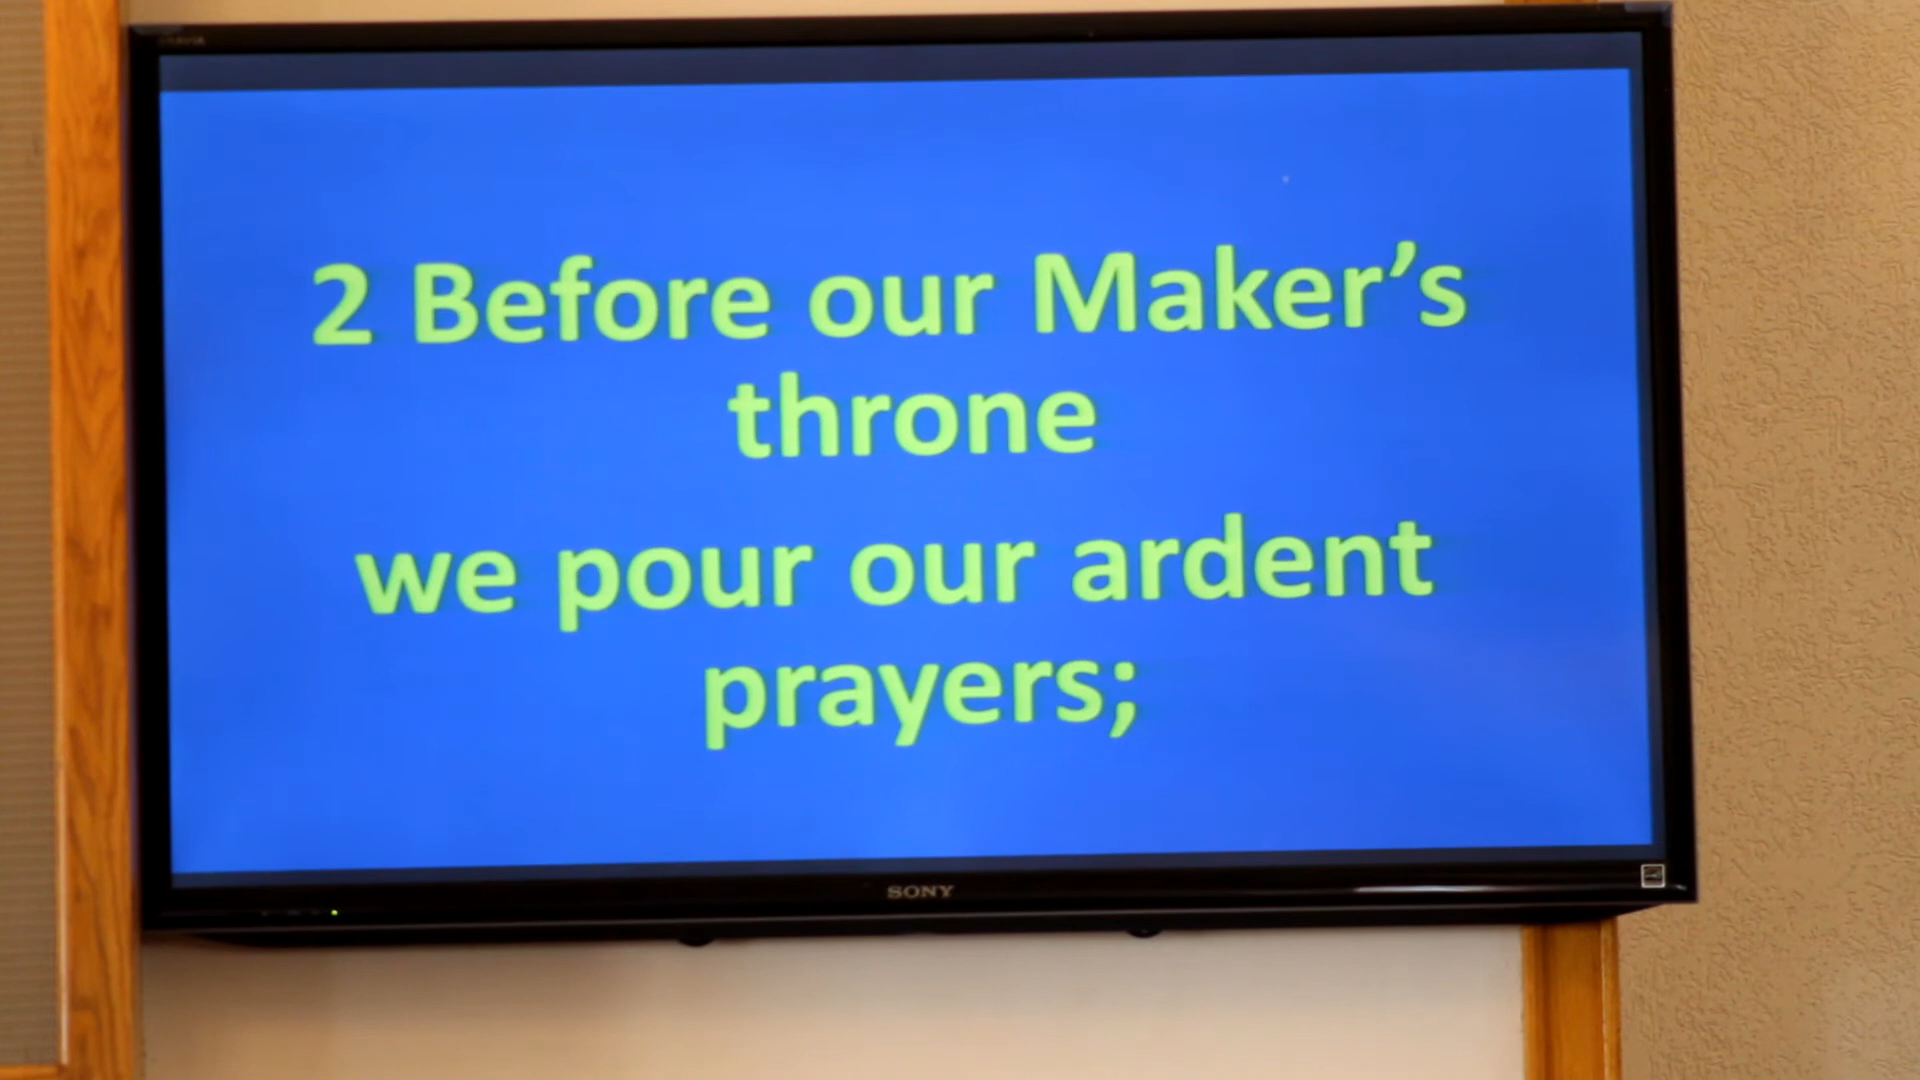 2 Before our Maker’s
throne
we pour our ardent
prayers;
SONY